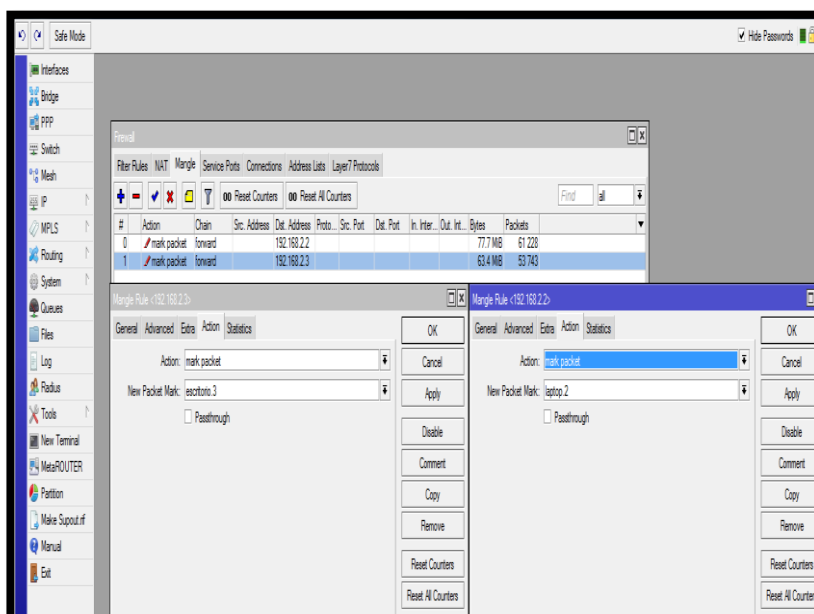 Safe Mode
Hide Passwords
Interfaces
Bridge
PPP
Switch
Mesh
IP
MPLS
Routing
System
Queues
Files
Log
Radius
Tools
New Terminal
MetaROUTER
Partition
Make Supout.rif
Manual
Exit
Firewall
Filter Rules NAT Mangle Service Ports Connections Address Lists Layer7 Protocols
00 Reset Counters 00 Reset All Counters Find all
# Action Chain Src. Address Dst. Address Proto... Src. Port Dst. Port In. Inter... Out. Int... Bytes Packets
0 mark packet forward 192.168.2.2 77.7 MiB 61 228
1 mark packet forward 192.168.2.3 63.4 MiB 53 743
Mangle Rule <192.168.2.3>
General Advanced Extra Action Statistics
Action: mark packet
New Packet Mark: escritorio.3
Passthrough
OK
Cancel
Apply
Disable
Comment
Copy
Remove
Reset Counters
Reset All Counters
Mangle Rule <192.168.2.2>
General Advanced Extra Action Statistics
Action: mark packet
New Packet Mark: laptop.2
Passthrough
OK
Cancel
Apply
Disable
Comment
Copy
Remove
Reset Counters
Reset All Counter